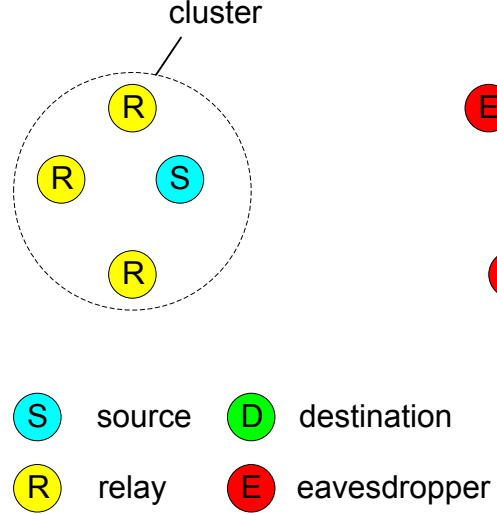 cluster
R
E
R
S
R
S source D destination
R relay E eavesdropper